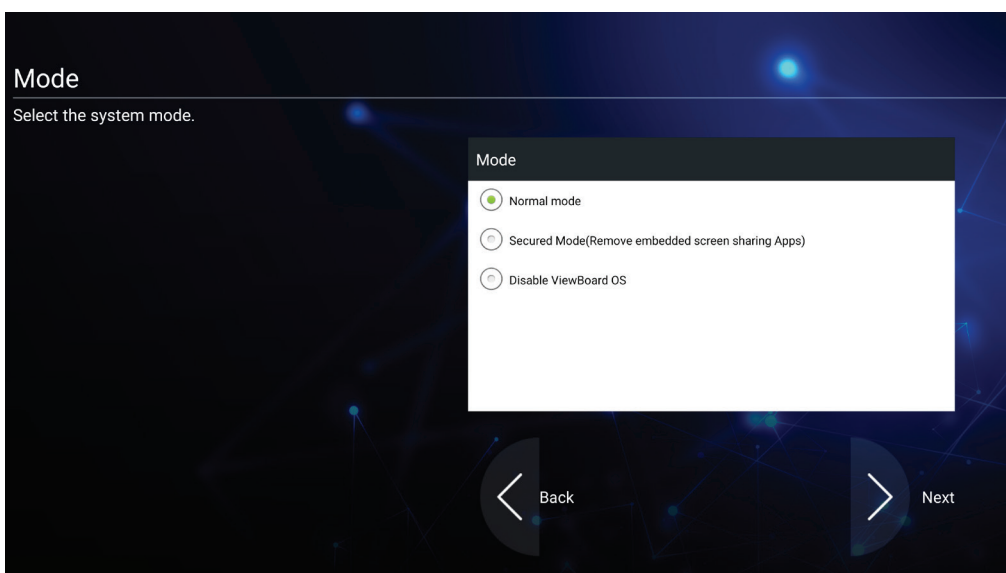 Mode
Select the system mode.
Mode
Normal mode
Secured Mode(Remove embedded screen sharing Apps)
Disable ViewBoard OS
Back
Next